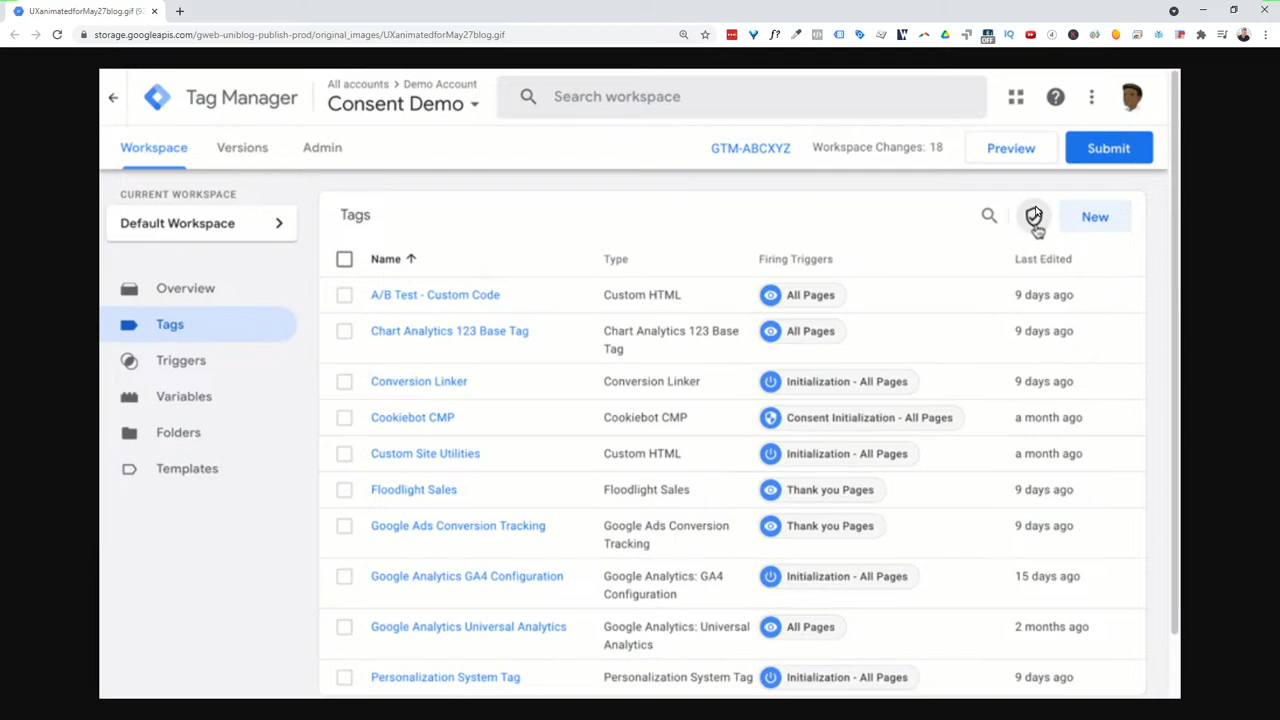 UXanimatedforMay27blog.gif (93
storage.googleapis.com/gweb-uniblog-publish-prod/original_images/UXanimatedforMay27blog.gif
Tag Manager
All accounts > Demo Account
Consent Demo
Search workspace
Workspace
Versions
Admin
GTM-ABCXYZ
Workspace Changes: 18
Preview
Submit
CURRENT WORKSPACE
Default Workspace
Overview
Tags
Triggers
Variables
Folders
Templates
Tags
New
Name Type Firing Triggers Last Edited
A/B Test - Custom Code Custom HTML All Pages 9 days ago
Chart Analytics 123 Base Tag Chart Analytics 123 Base All Pages 9 days ago
Tag
Conversion Linker Conversion Linker Initialization - All Pages 9 days ago
Cookiebot CMP Cookiebot CMP Consent Initialization - All Pages a month ago
Custom Site Utilities Custom HTML Initialization - All Pages a month ago
Floodlight Sales Floodlight Sales Thank you Pages 9 days ago
Google Ads Conversion Tracking Google Ads Conversion Thank you Pages 9 days ago
Tracking
Google Analytics GA4 Configuration Google Analytics: GA4 Initialization - All Pages 15 days ago
Configuration
Google Analytics Universal Analytics Google Analytics: Universal All Pages 2 months ago
Analytics
Personalization System Tag Personalization System Tag Initialization - All Pages 9 days ago